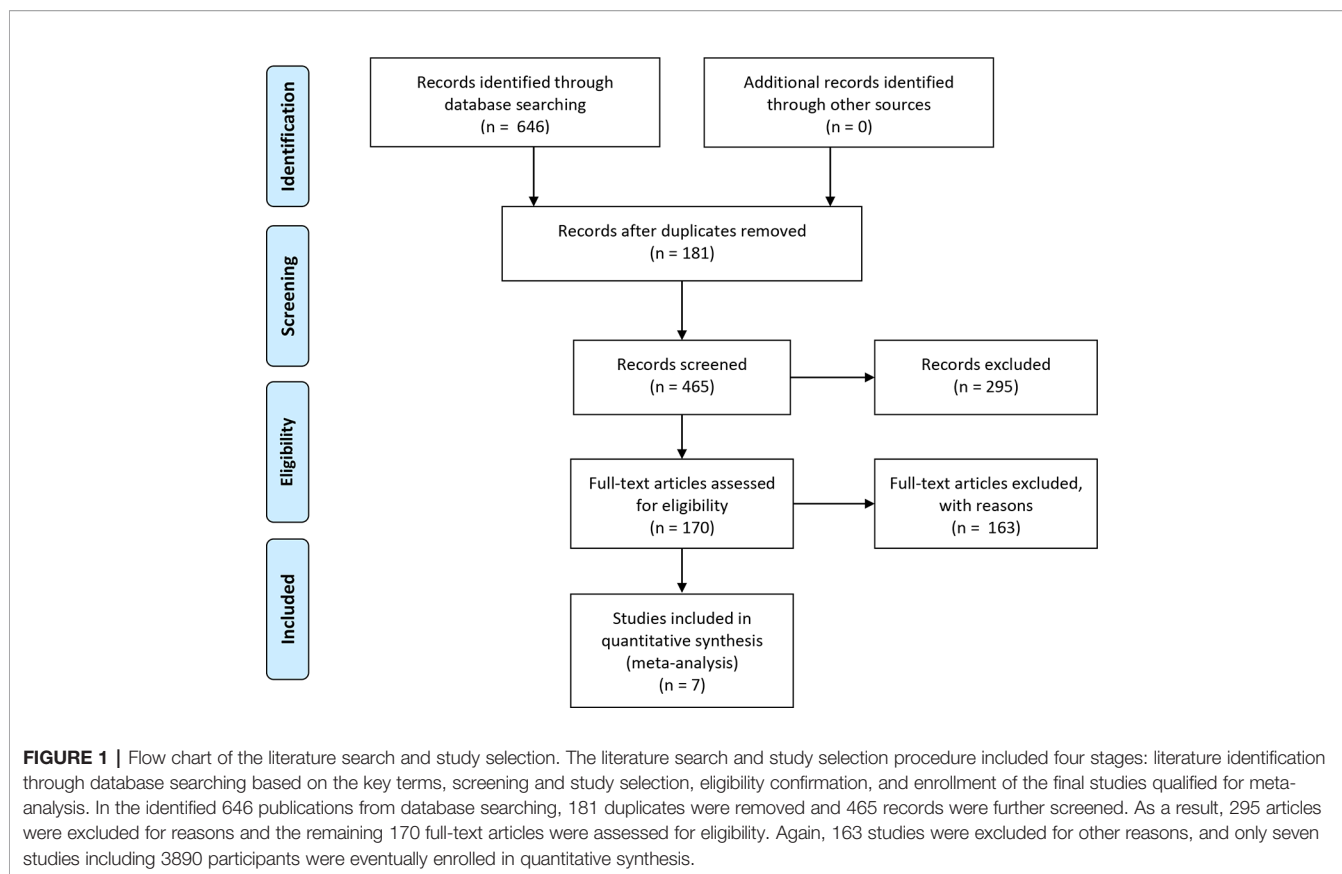 Identification
Records identified through
database searching
(n = 646)
Additional records identified
through other sources
(n = 0)
Records after duplicates removed
(n = 181)
Screening
Records screened
(n = 465)
Records excluded
(n = 295)
Eligibility
Full-text articles assessed
for eligibility
(n = 170)
Full-text articles excluded,
with reasons
(n = 163)
Included
Studies included in
quantitative synthesis
(meta-analysis)
(n = 7)
FIGURE 1 | Flow chart of the literature search and study selection. The literature search and study selection procedure included four stages: literature identification
through database searching based on the key terms, screening and study selection, eligibility confirmation, and enrollment of the final studies qualified for meta-
analysis. In the identified 646 publications from database searching, 181 duplicates were removed and 465 records were further screened. As a result, 295 articles
were excluded for reasons and the remaining 170 full-text articles were assessed for eligibility. Again, 163 studies were excluded for other reasons, and only seven
studies including 3890 participants were eventually enrolled in quantitative synthesis.